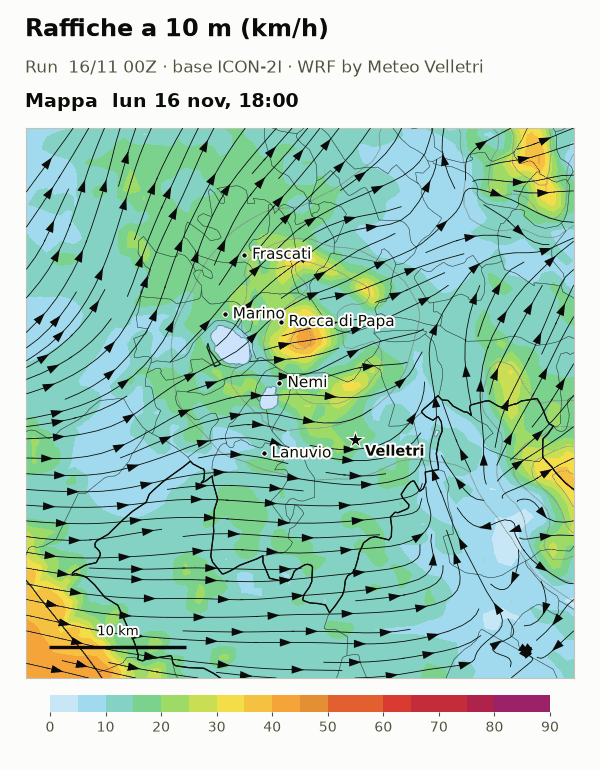 Raffiche a 10 m (km/h)
Run  16/11 00Z · base ICON-2I · WRF by Meteo Velletri
Mappa  lun 16 nov, 18:00
Frascati
Marino
Rocca di Papa
Nemi
Velletri
Lanuvio
10 km
0 10 20 30 40 50 60 70 80 90